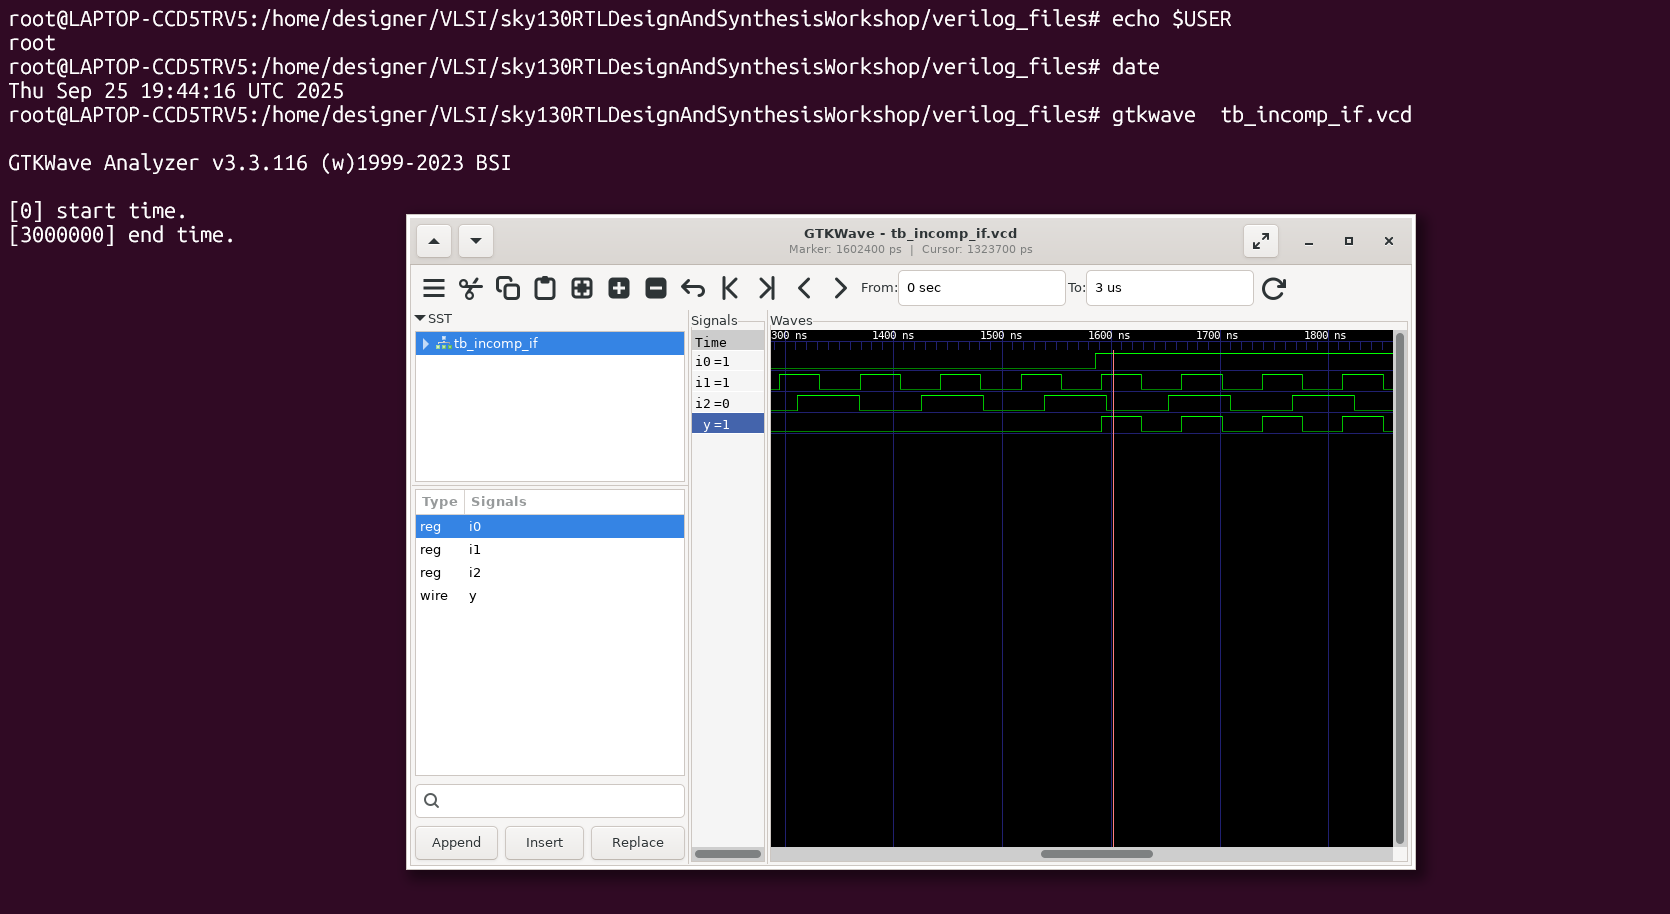 root@LAPTOP-CCD5TRV5:/home/designer/VLSI/sky130RTLDesignAndSynthesisWorkshop/verilog_files# echo $USER
root
root@LAPTOP-CCD5TRV5:/home/designer/VLSI/sky130RTLDesignAndSynthesisWorkshop/verilog_files# date
Thu Sep 25 19:44:16 UTC 2025
root@LAPTOP-CCD5TRV5:/home/designer/VLSI/sky130RTLDesignAndSynthesisWorkshop/verilog_files# gtkwave  tb_incomp_if.vcd
GTKWave Analyzer v3.3.116 (w)1999-2023 BSI
[0] start time.
[3000000] end time.
GTKWave - tb_incomp_if.vcd
Marker: 1602400 ps | Cursor: 1323700 ps
From: 0 sec To: 3 us
SST
tb_incomp_if
Type Signals
reg i0
reg i1
reg i2
wire y
Append Insert Replace
Signals
Time
i0 =1
i1 =1
i2 =0
y =1
Waves
300 ns 1400 ns 1500 ns 1600 ns 1700 ns 1800 ns